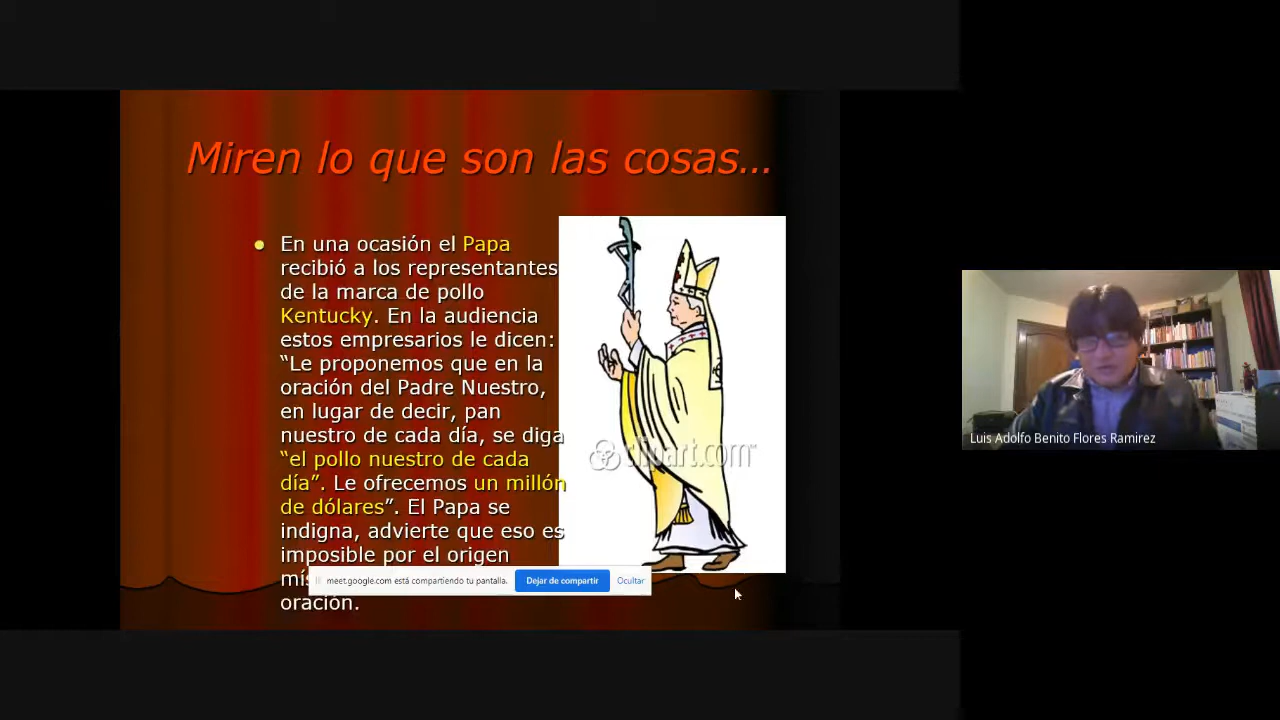 Miren lo que son las cosas...
En una ocasión el Papa
recibió a los representantes
de la marca de pollo
Kentucky. En la audiencia
estos empresarios le dicen:
“Le proponemos que en la
oración del Padre Nuestro,
en lugar de decir, pan
nuestro de cada día, se diga
“el pollo nuestro de cada
día”. Le ofrecemos un millón
de dólares”. El Papa se
indigna, advierte que eso es
imposible por el origen
meet.google.com está compartiendo tu pantalla. Dejar de compartir Ocultar
oración.
clipart.com
Luis Adolfo Benito Flores Ramirez